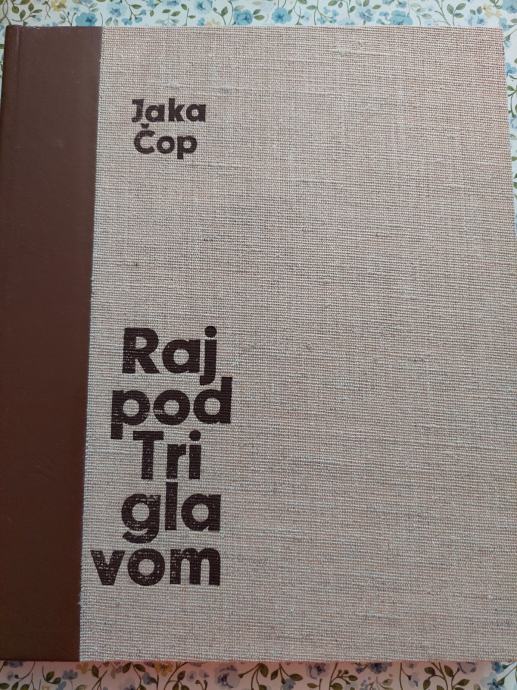 Jaka
Čop
Raj
pod
Tri
gla
vom